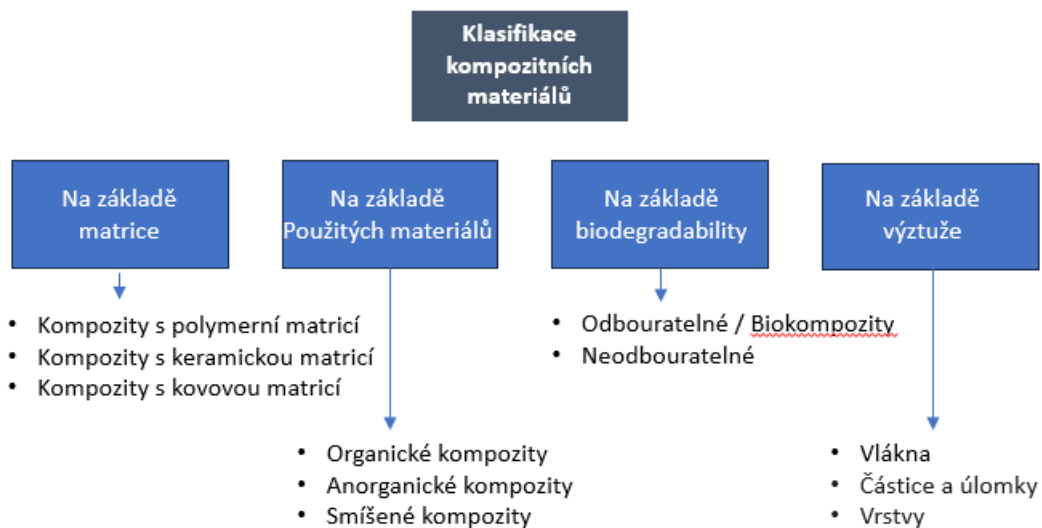 Klasifikace
kompozitních
materiálů
Na základě
matrice
Na základě
Použitých materiálů
Na základě
biodegradability
Na základě
výztuže
• Kompozity s polymerní matricí
• Kompozity s keramickou matricí
• Kompozity s kovovou matricí
• Organické kompozity
• Anorganické kompozity
• Smíšené kompozity
• Odbouratelné / Biokompozity
• Neodbouratelné
• Vlákna
• Částice a úlomky
• Vrstvy